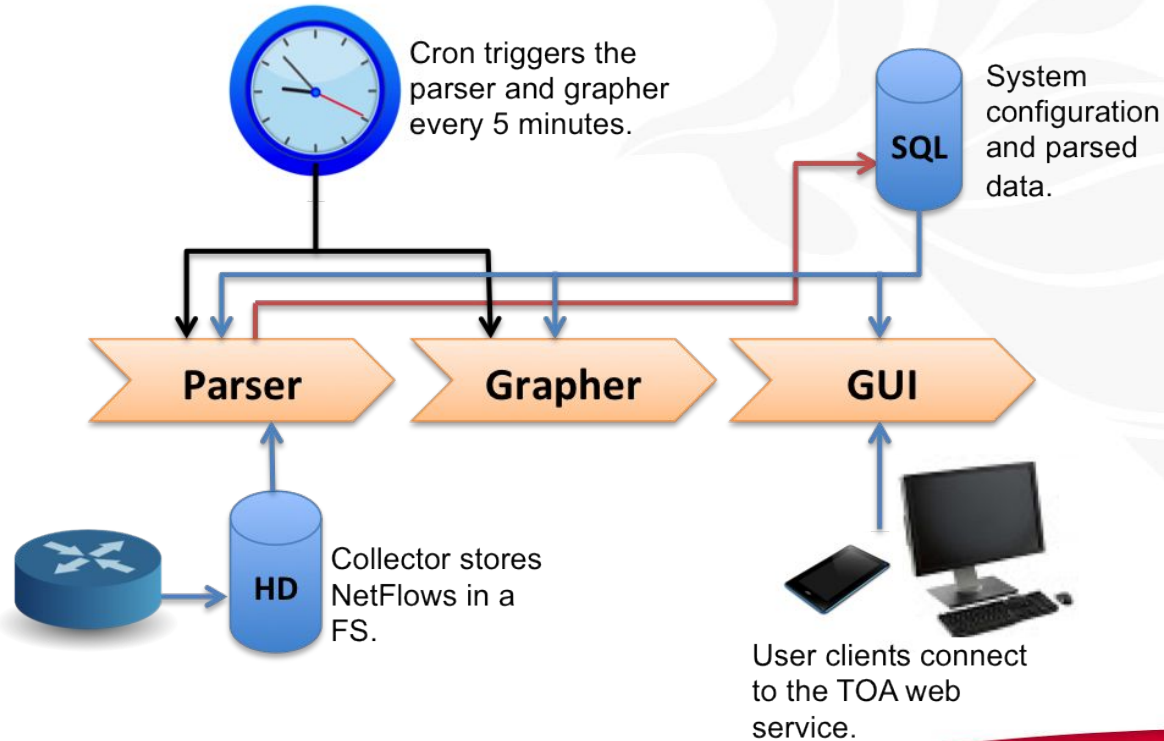 Cron triggers the
parser and grapher
every 5 minutes.
SQL
System
configuration
and parsed
data.
Parser
Grapher
GUI
HD
Collector stores
NetFlows in a
FS.
User clients connect
to the TOA web
service.